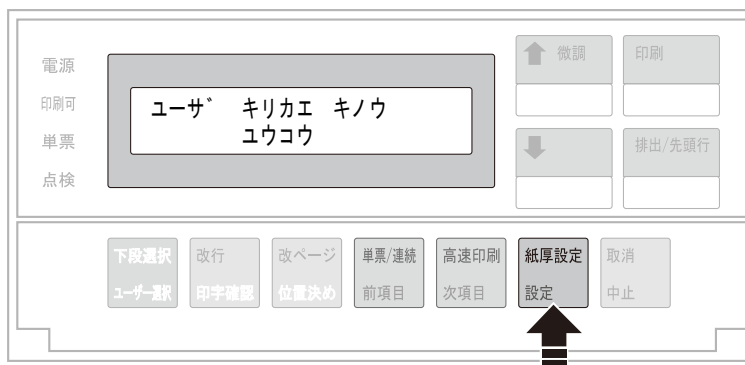 電源
印刷可
単票
点検
ユーザ゛ キリカエ キノウ
ユウコウ
微調
印刷
排出/先頭行
下段選択
ユーザー選択
改行
印字確認
改ページ
位置決め
単票/連続
前項目
高速印刷
次項目
紙厚設定
設定
取消
中止